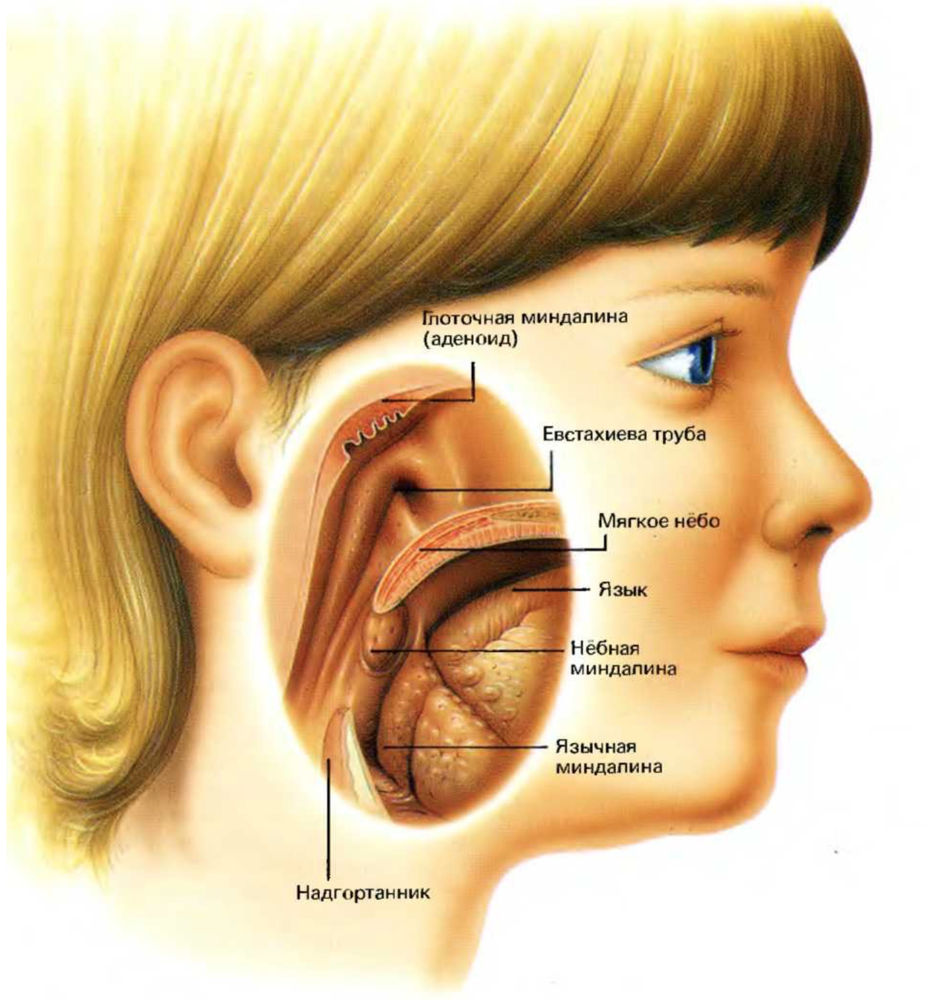 Глоточная миндалина
(аденоид)
Евстахиева труба
Мягкое нёбо
Язык
Нёбная
миндалина
Язычная
миндалина
Надгортанник